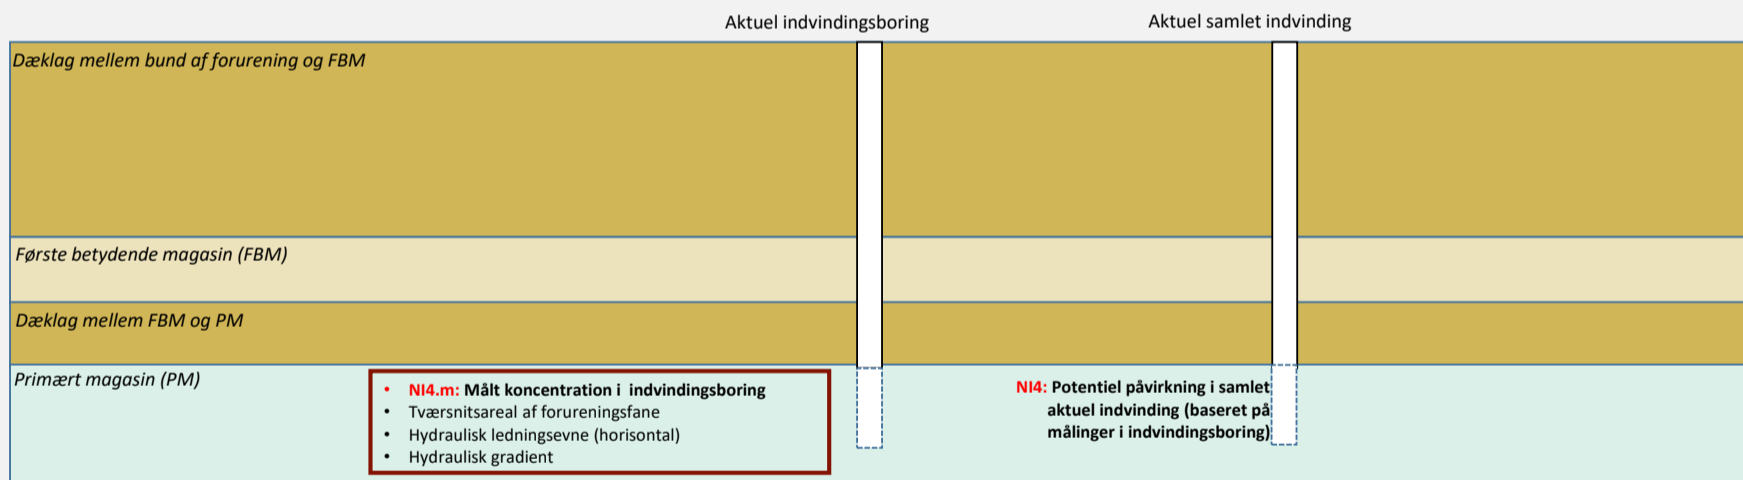 Aktuel indvindingsboring
Aktuel samlet indvinding
Dæklag mellem bund af forurening og FBM
Første betydende magasin (FBM)
Dæklag mellem FBM og PM
Primært magasin (PM)
• NI4.m: Målt koncentration i indvindingsboring
• Tværsnitsareal af forureningsfane
• Hydraulisk ledningsevne (horisontal)
• Hydraulisk gradient
NI4: Potentiel påvirkning i samlet
aktuel indvinding (baseret på
målinger i indvindingsboring)